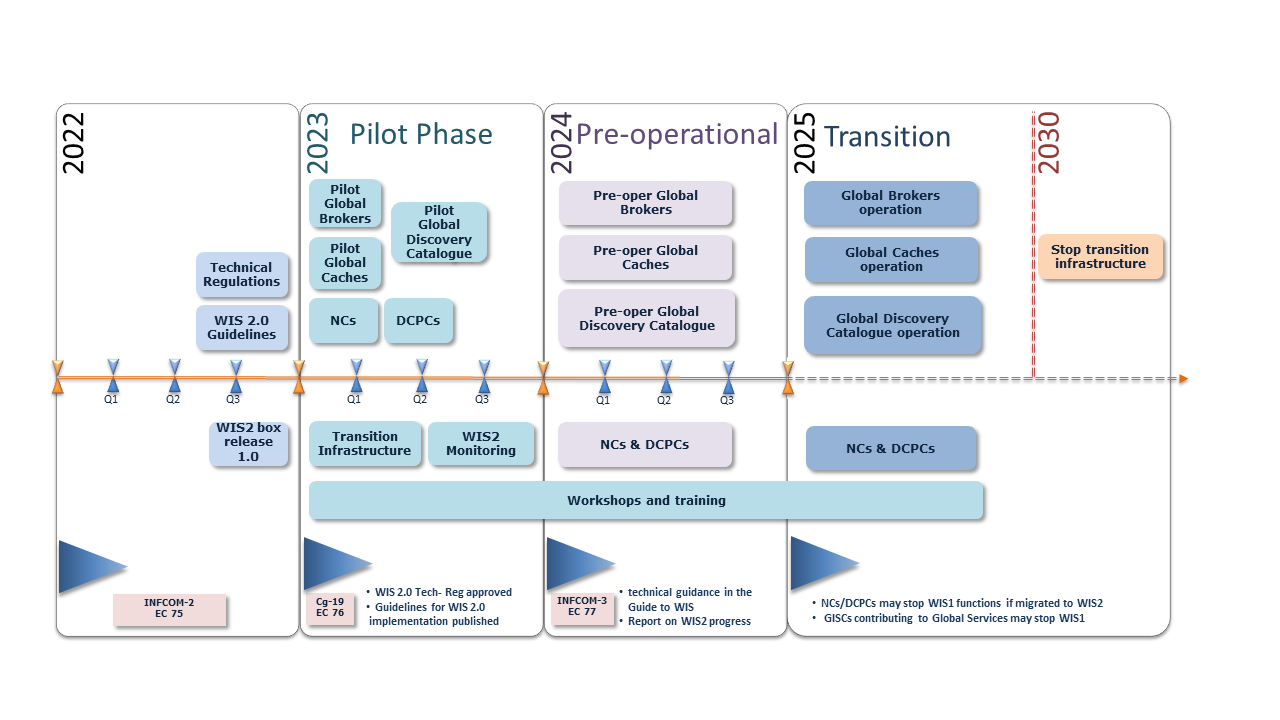 2022
Technical
Regulations
WIS 2.0
Guidelines
Q1
Q2
Q3
WIS2 box
release
1.0
INFCOM-2
EC 75
2023
Pilot Phase
Pilot
Global
Brokers
Pilot
Global
Discovery
Catalogue
Pilot
Global
Caches
NCs
DCPCs
Q1
Q2
Q3
Transition
Infrastructure
WIS2
Monitoring
Workshops and training
Cg-19
EC 76
• WIS 2.0 Tech- Reg approved
• Guidelines for WIS 2.0
implementation published
2024
Pre-operational
Pre-oper Global
Brokers
Pre-oper Global
Caches
Pre-oper Global
Discovery Catalogue
Q1
Q2
Q3
NCs & DCPCs
INFCOM-3
EC 77
• technical guidance in the
Guide to WIS
• Report on WIS2 progress
2025
Transition
Global Brokers
operation
Global Caches
operation
Global Discovery
Catalogue operation
NCs & DCPCs
• NCs/DCPCs may stop WIS1 functions if migrated to WIS2
• GISCs contributing to Global Services may stop WIS1
2030
Stop transition
infrastructure